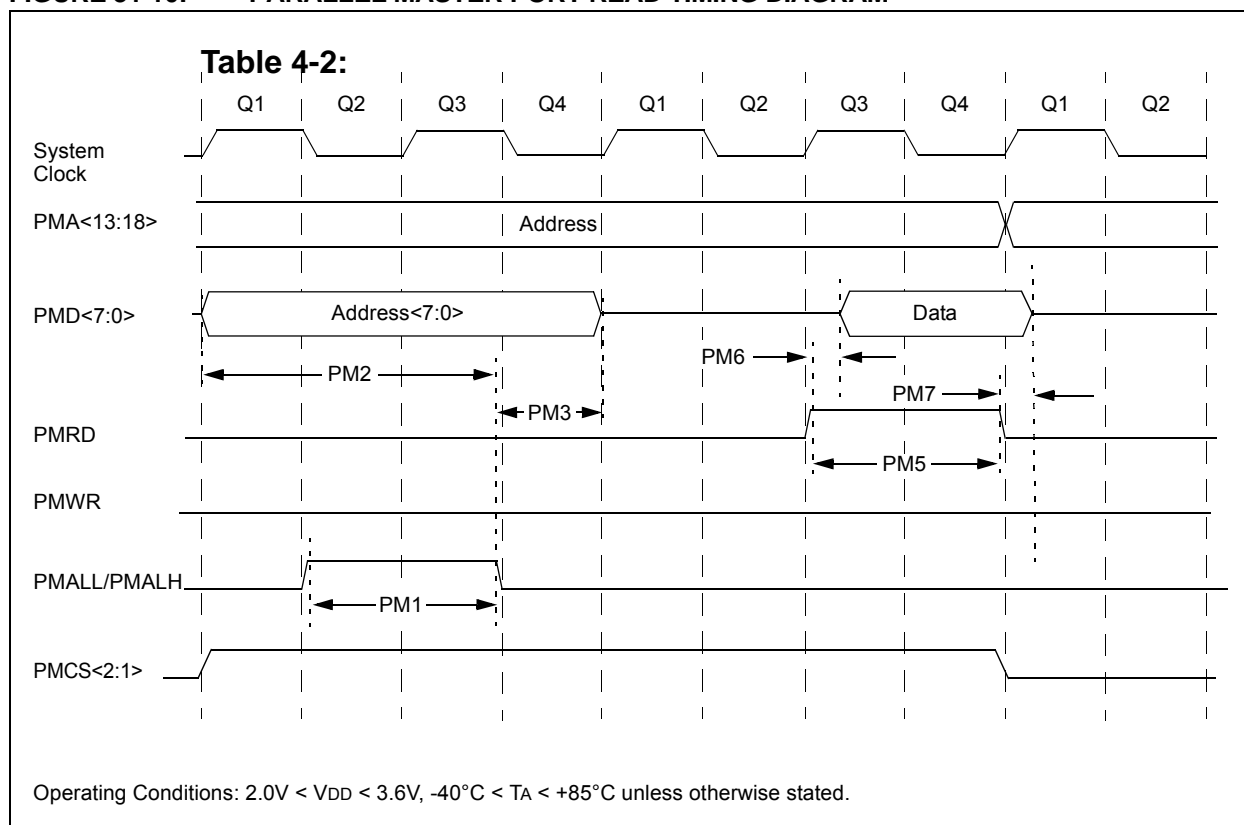 Table 4-2:
Q1 Q2 Q3 Q4 Q1 Q2 Q3 Q4 Q1 Q2
System
Clock
PMA<13:18>
Address
PMD<7:0>
Address<7:0>
Data
PM6
PM2
PM7
PM3
PMRD
PM5
PMWR
PMALL/PMALH
PM1
PMCS<2:1>
Operating Conditions: 2.0V < VDD < 3.6V, -40°C < TA < +85°C unless otherwise stated.